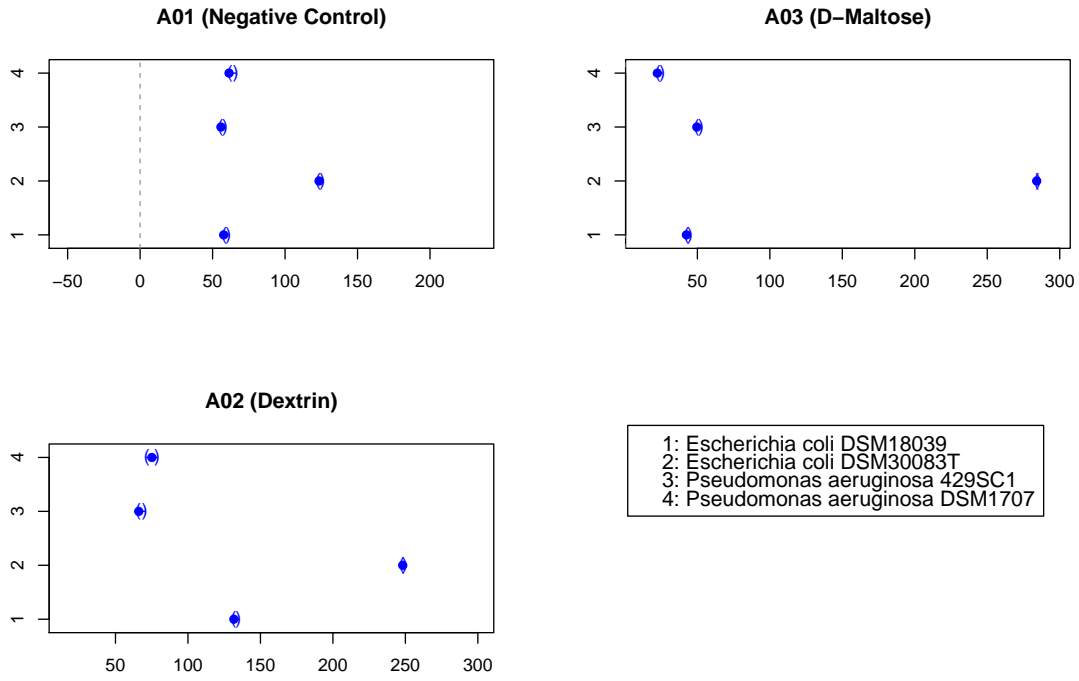 A01 (Negative Control)
4
3
2
1
−50 0 50 100 150 200
A03 (D−Maltose)
4
3
2
1
50 100 150 200 250 300
A02 (Dextrin)
4
3
2
1
50 100 150 200 250 300
1: Escherichia coli DSM18039
2: Escherichia coli DSM30083T
3: Pseudomonas aeruginosa 429SC1
4: Pseudomonas aeruginosa DSM1707